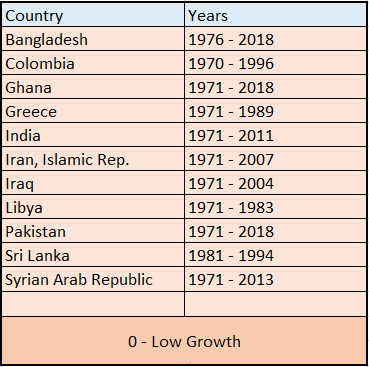 Country Years
Bangladesh 1976 - 2018
Colombia 1970 - 1996
Ghana 1971 - 2018
Greece 1971 - 1989
India 1971 - 2011
Iran, Islamic Rep. 1971 - 2007
Iraq 1971 - 2004
Libya 1971 - 1983
Pakistan 1971 - 2018
Sri Lanka 1981 - 1994
Syrian Arab Republic 1971 - 2013
0 - Low Growth